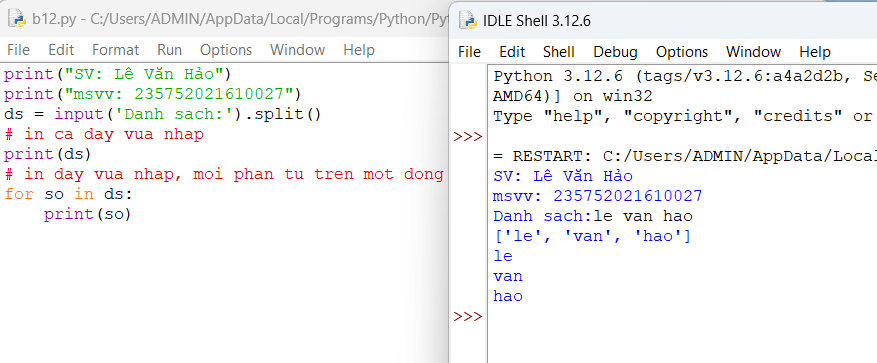 b12.py - C:/Users/ADMIN/AppData/Local/Programs/Python/
File Edit Format Run Options Window Help
print("SV: Lê Văn Hảo")
print("msvv: 235752021610027")
ds = input('Danh sach:').split()
# in ca day vua nhap
print(ds)
# in day vua nhap, moi phan tu tren mot dong
for so in ds:
    print(so)
IDLE Shell 3.12.6
File Edit Shell Debug Options Window Help
Python 3.12.6 (tags/v3.12.6:a4a2d2b,
AMD64)] on win32
Type "help", "copyright", "credits" or
>>>
= RESTART: C:/Users/ADMIN/AppData/
SV: Lê Văn Hảo
msvv: 235752021610027
Danh sach:le van hao
['le', 'van', 'hao']
le
van
hao
>>>